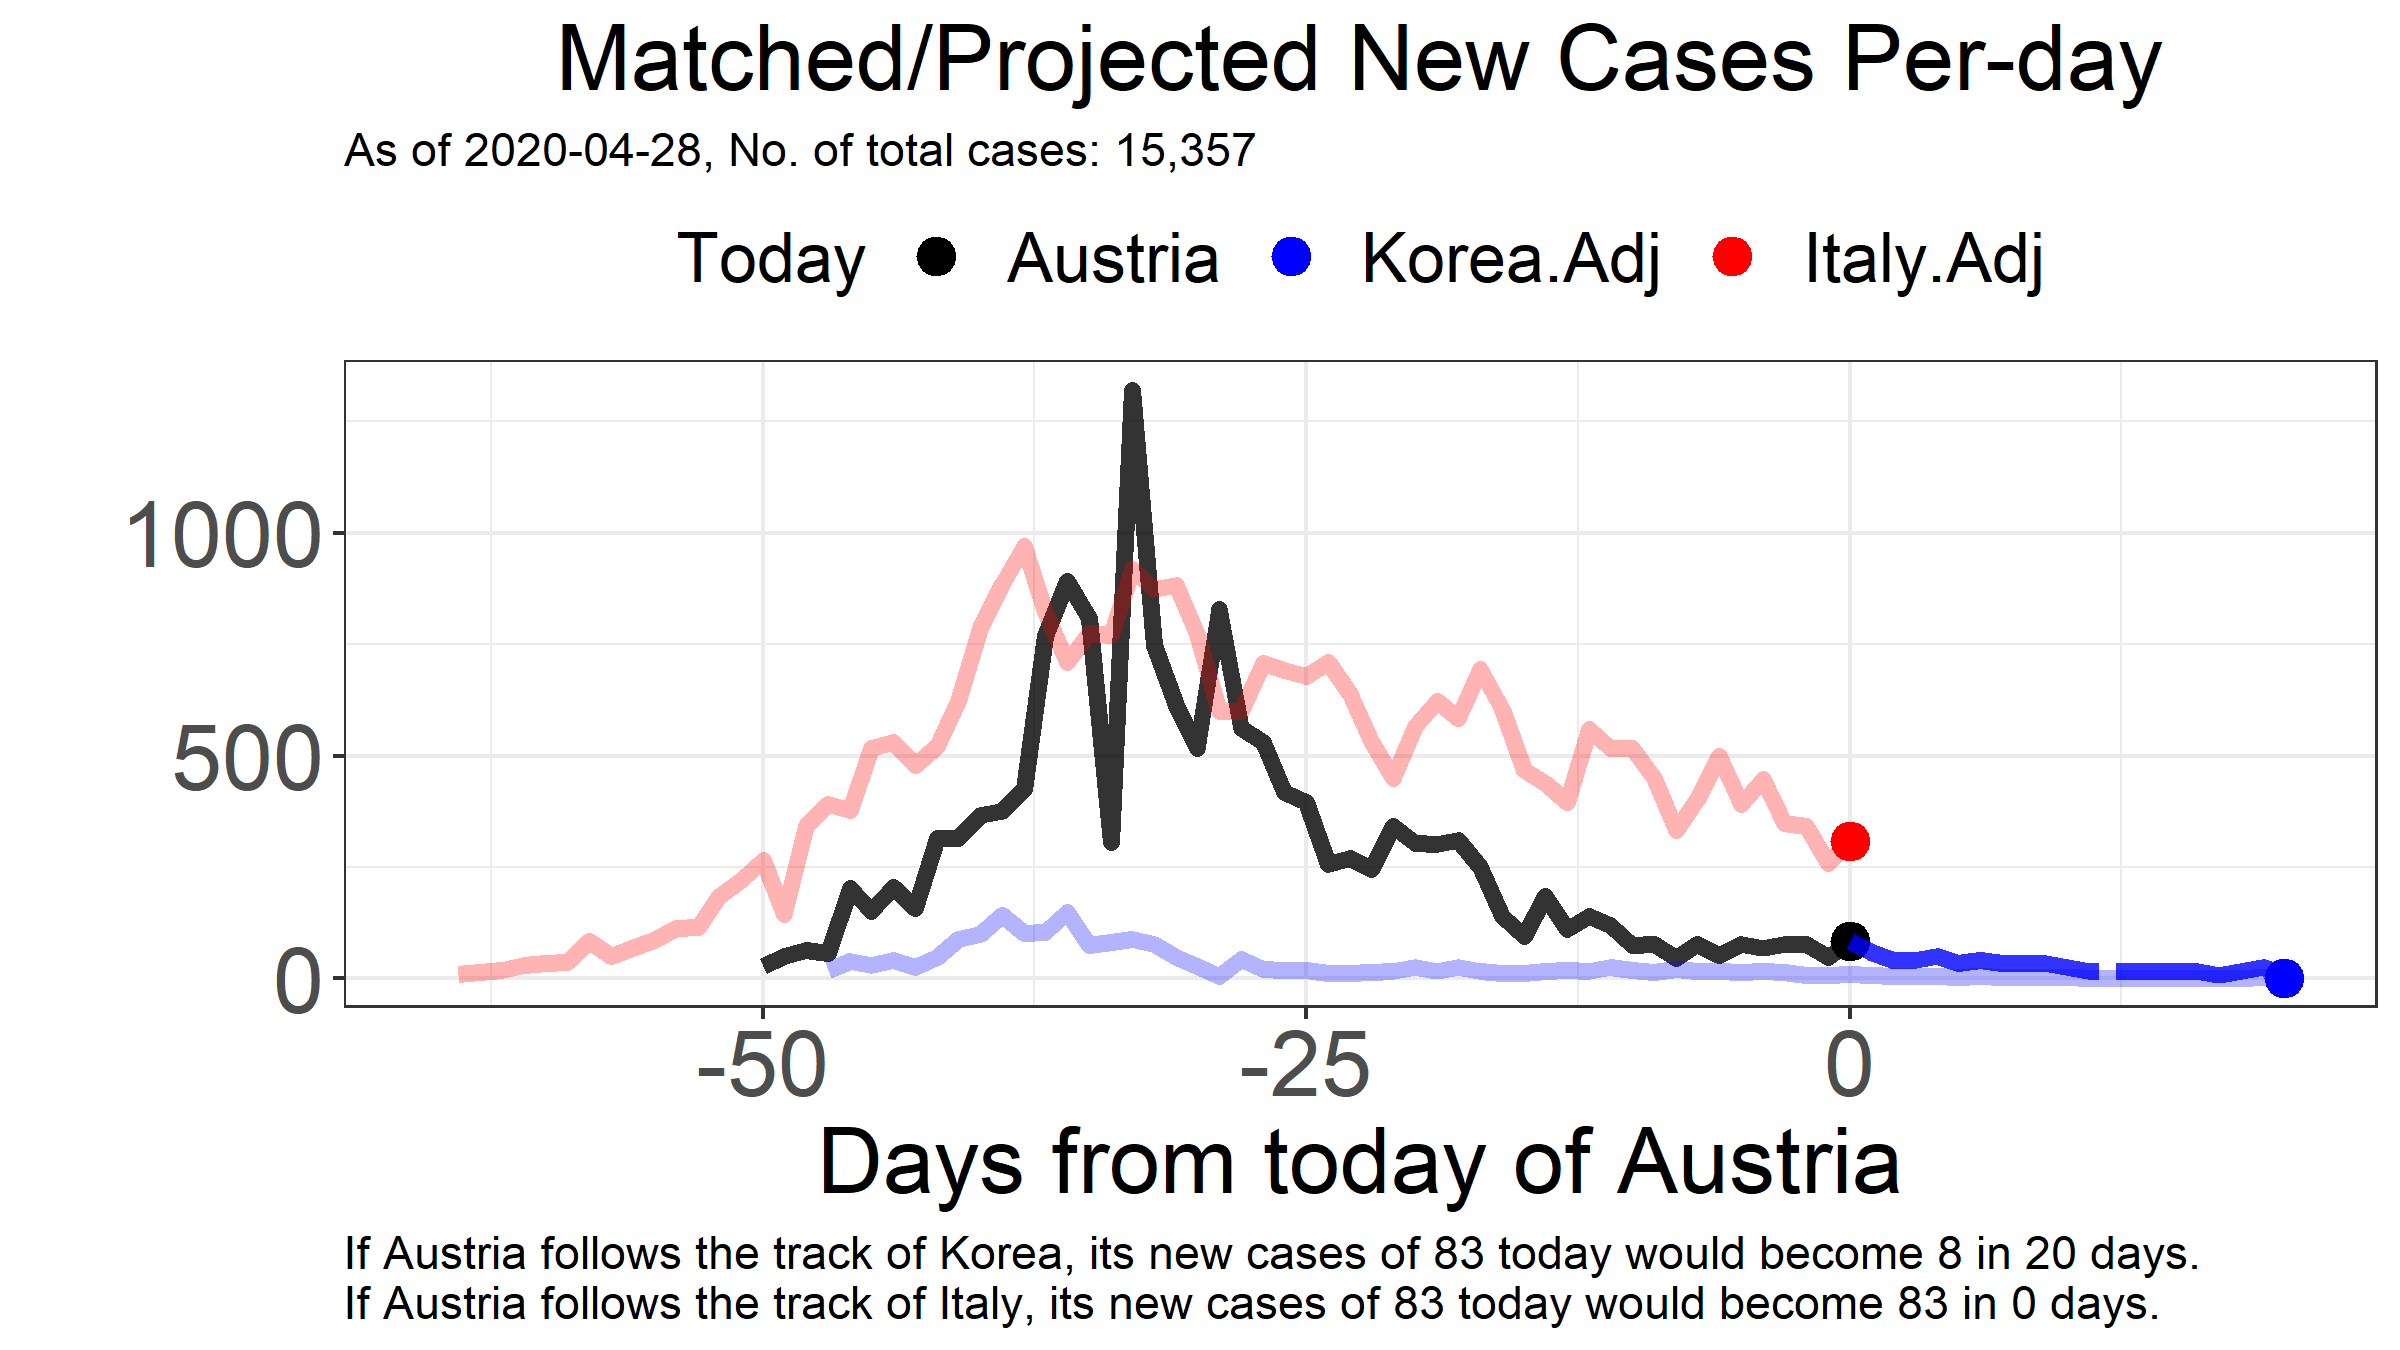 Matched/Projected New Cases Per-day
As of 2020-04-28, No. of total cases: 15,357
Today Austria Korea.Adj Italy.Adj
1000
500
0
-50 -25 0
Days from today of Austria
If Austria follows the track of Korea, its new cases of 83 today would become 8 in 20 days.
If Austria follows the track of Italy, its new cases of 83 today would become 83 in 0 days.